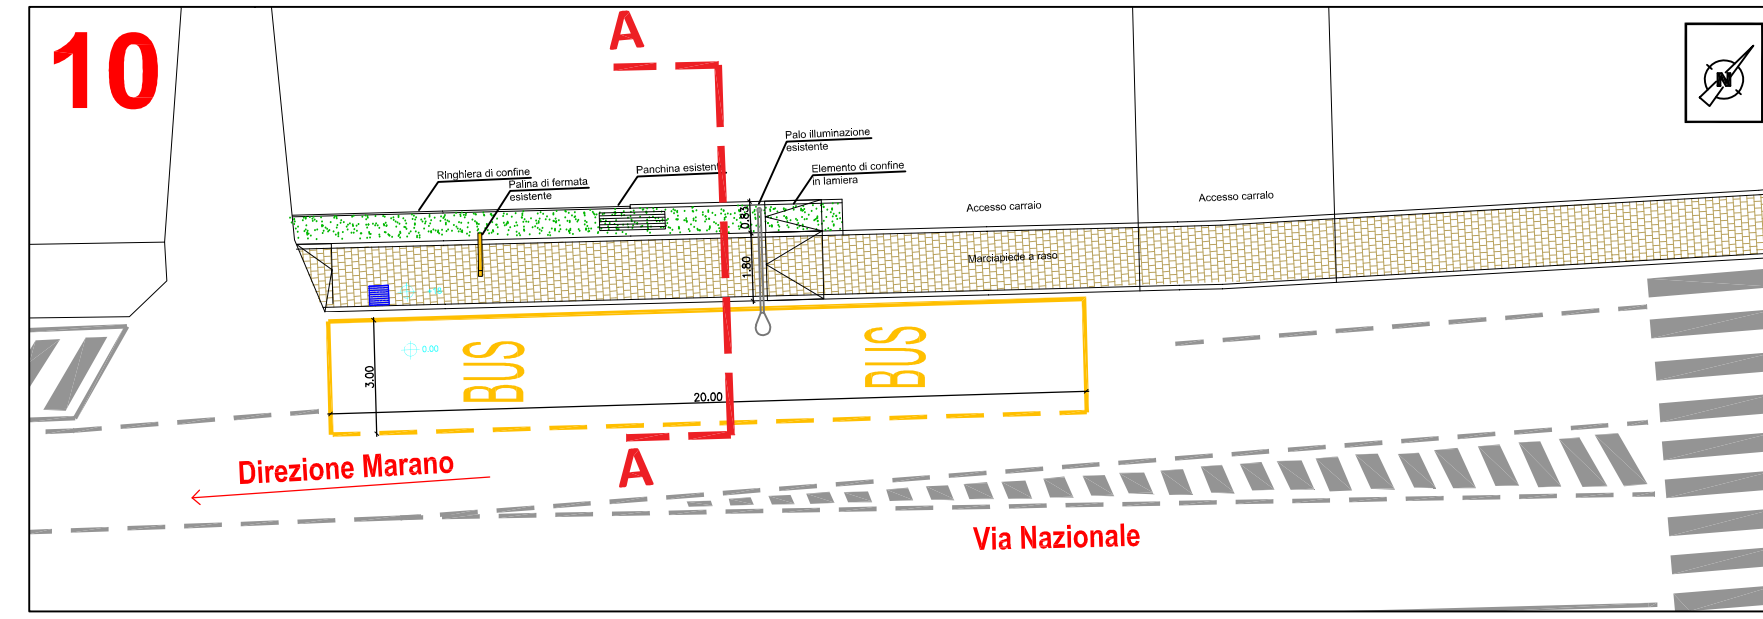 10
A
N
Palo illuminazione
esistente
Ringhiera di confine
Palina di fermata
esistente
Panchina esistent
Elemento di confine
in lamiera
Accesso carraio
Accesso carraio
0.83
1.80
Marciapiede a raso
3.00
0.00
BUS
BUS
20.00
A
Direzione Marano
Via Nazionale